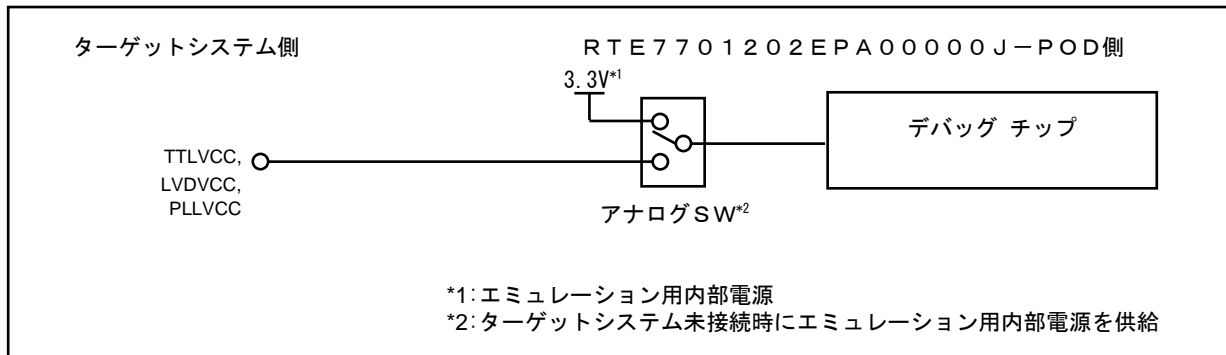 ターゲットシステム側
RTE7701202EPA00000J-POD側
3.3V*1
デバッグ チップ
TTLVCC,
LVDVCC,
PLLVCC
アナログSW*2
*1:エミュレーション用内部電源
*2:ターゲットシステム未接続時にエミュレーション用内部電源を供給